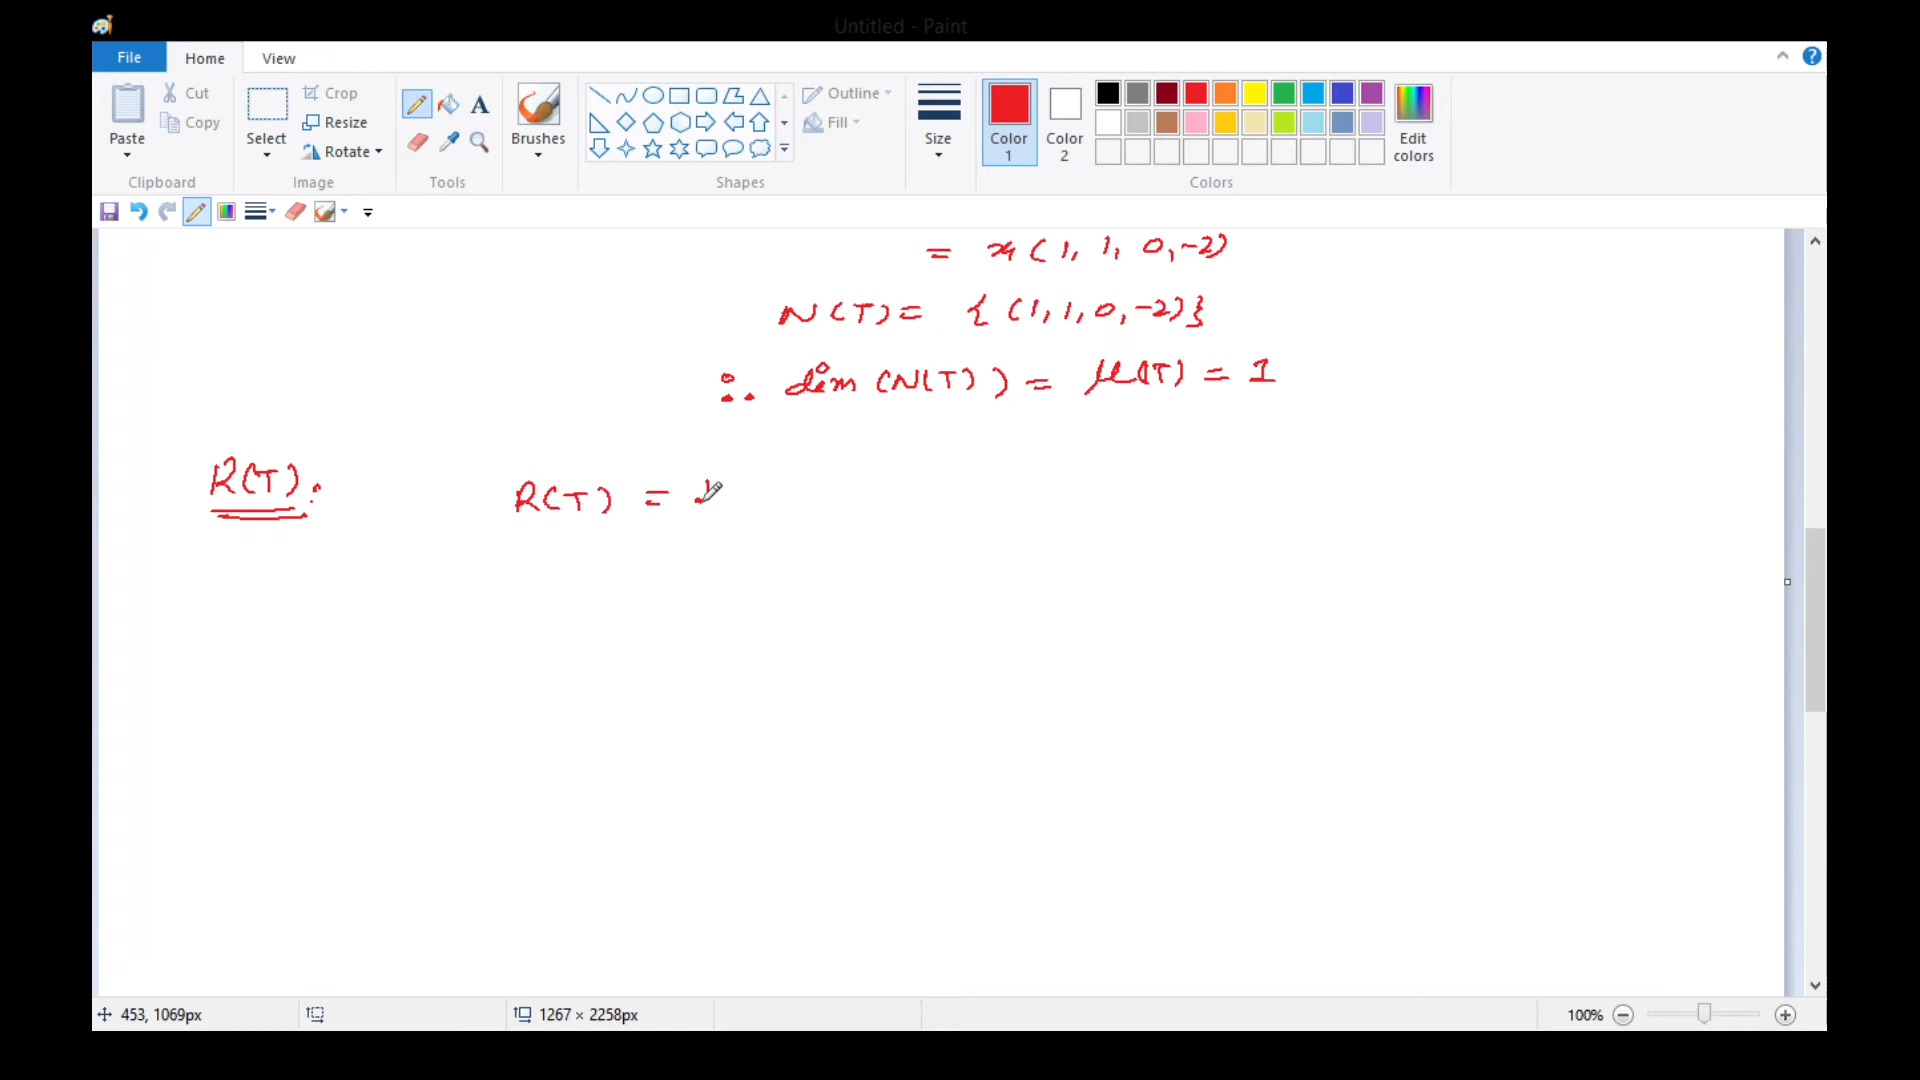 Untitled - Paint
File Home View
Paste Cut Copy Clipboard
Select Crop Resize Rotate Image
Tools
Brushes
Outline Fill Shapes
Size
Color 1 Color 2 Edit colors Colors
= x(1, 1, 0, -2)
N(T) = {(1, 1, 0, -2)}
∴ dim (N(T)) = μ(T) = 1
R(T): R(T) =
453, 1069px 1267 × 2258px 100%